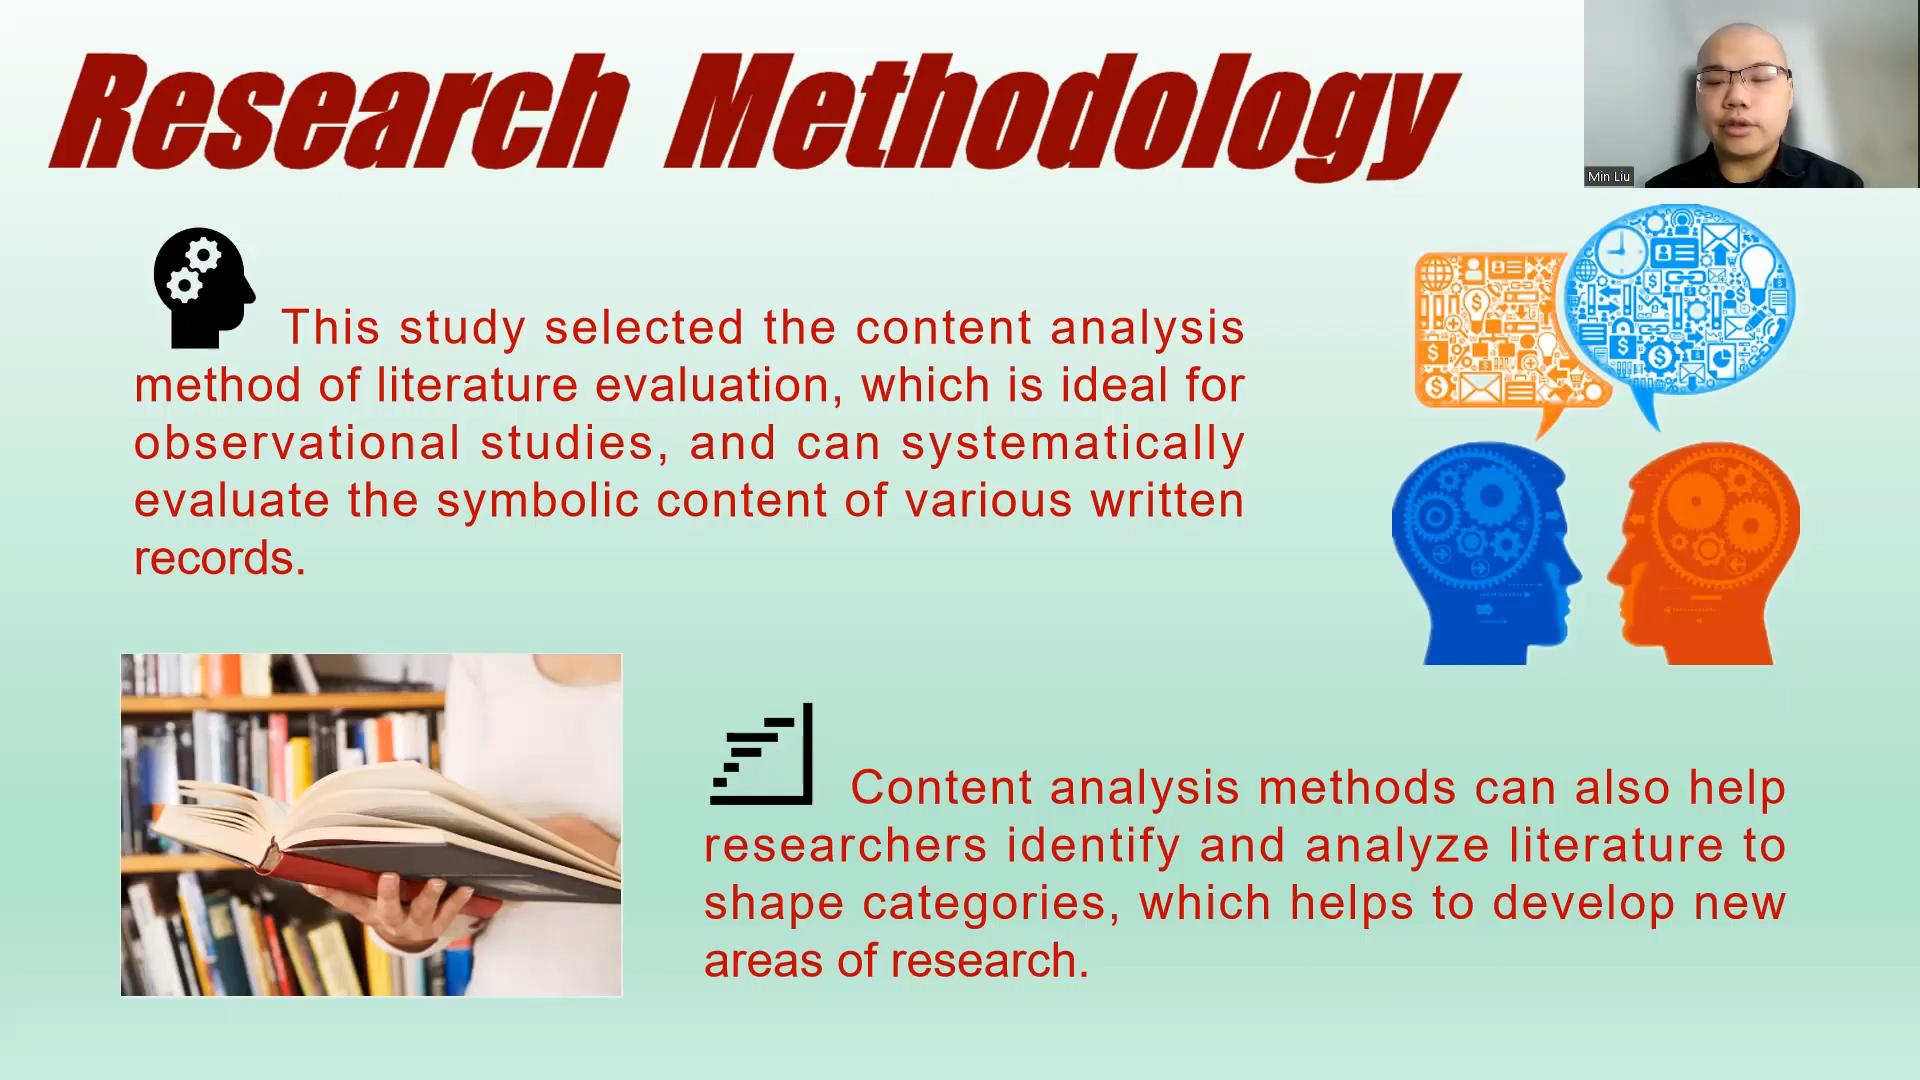 Research Methodology
Min Liu
This study selected the content analysis
method of literature evaluation, which is ideal for
observational studies, and can systematically
evaluate the symbolic content of various written
records.
Content analysis methods can also help
researchers identify and analyze literature to
shape categories, which helps to develop new
areas of research.